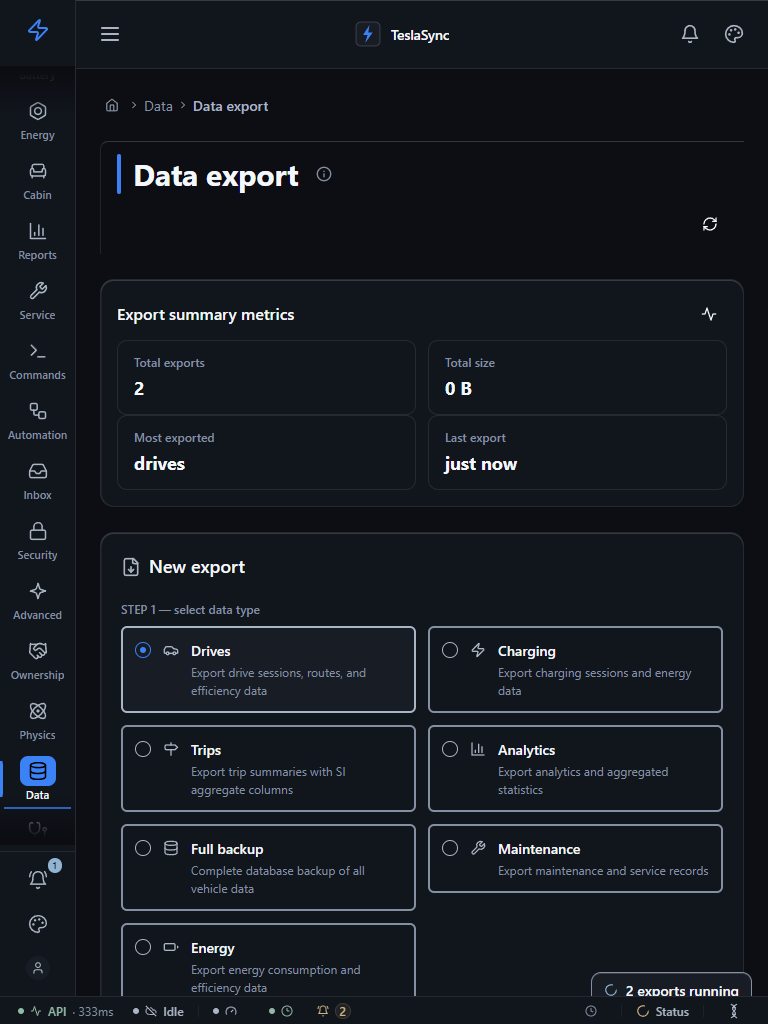 TeslaSync
Battery
Energy
Cabin
Reports
Service
Commands
Automation
Inbox
Security
Advanced
Ownership
Physics
Data
1
Data
Data export
Data export
Export summary metrics
Total exports
2
Total size
0 B
Most exported
drives
Last export
just now
New export
STEP 1 — select data type
Drives
Export drive sessions, routes, and
efficiency data
Charging
Export charging sessions and energy
data
Trips
Export trip summaries with SI
aggregate columns
Analytics
Export analytics and aggregated
statistics
Full backup
Complete database backup of all
vehicle data
Maintenance
Export maintenance and service records
Energy
Export energy consumption and
efficiency data
2 exports running
API · 333ms
Idle
2
Status